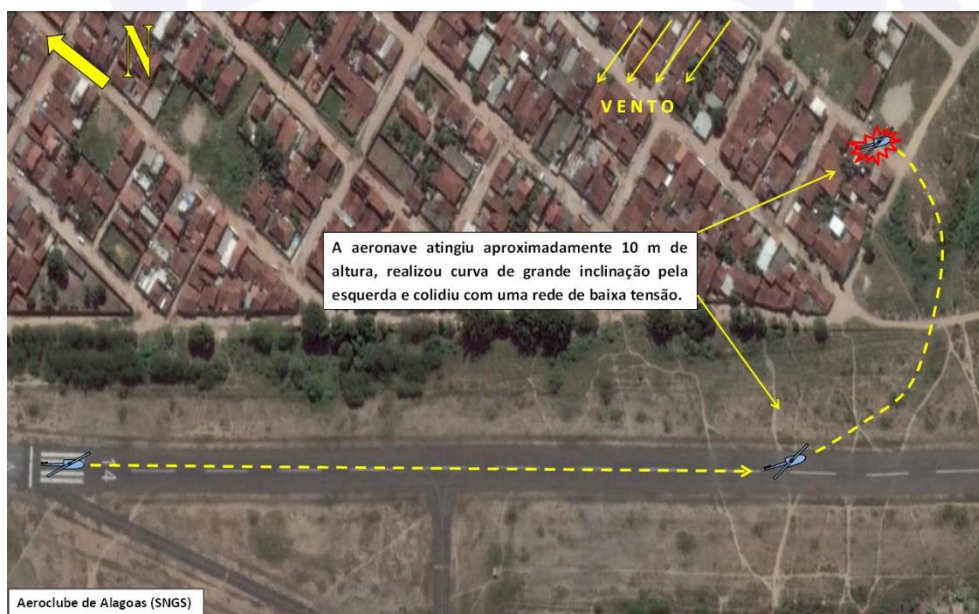 N
VENTO
A aeronave atingiu aproximadamente 10 m de
altura, realizou curva de grande inclinação pela
esquerda e colidiu com uma rede de baixa tensão.
Aeroclube de Alagoas (SNGS)